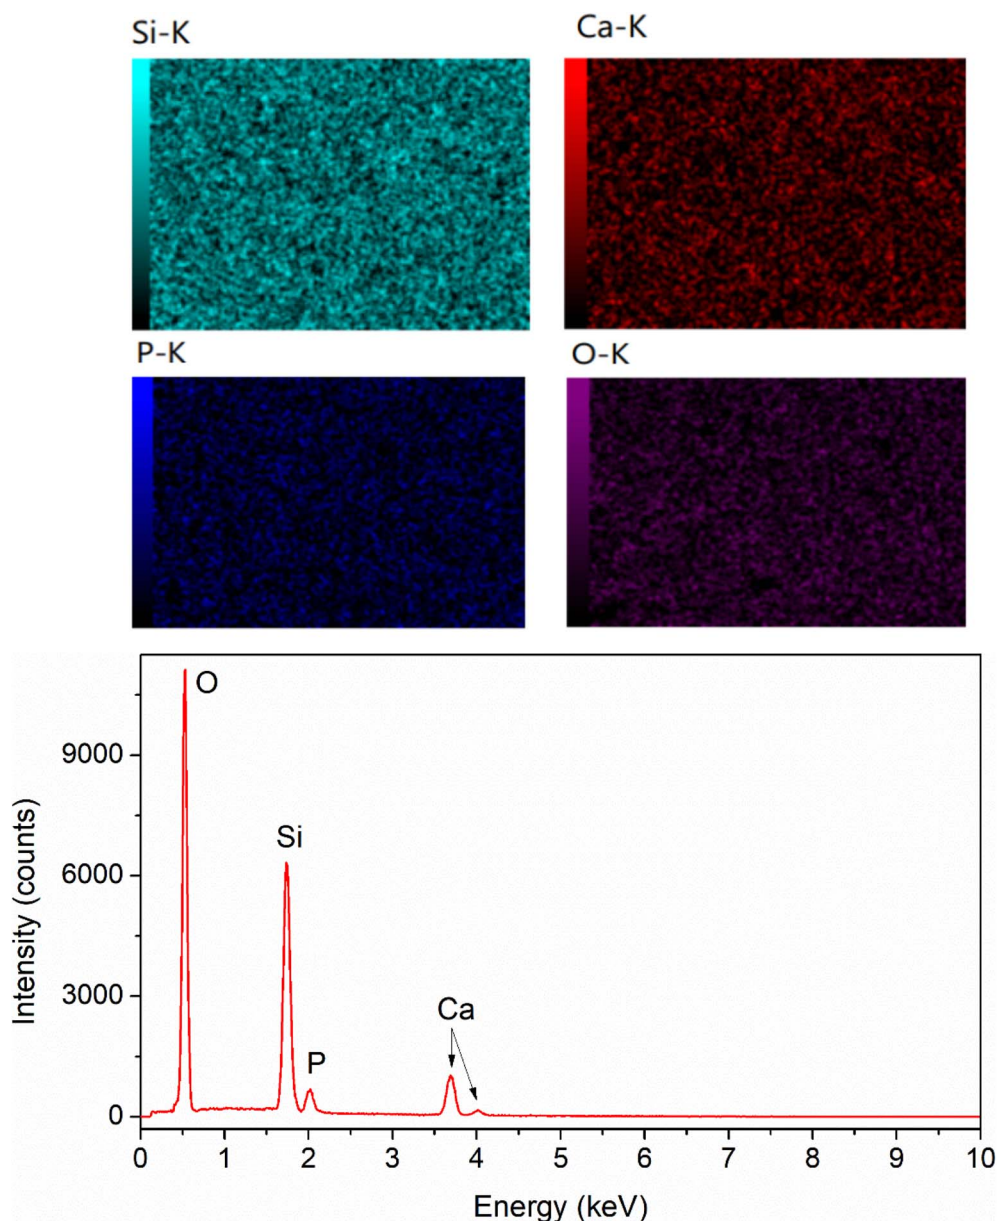 Si-K
Ca-K
P-K
O-K
O
9000
Si
6000
Intensity (counts)
3000
Ca
P
0
0 1 2 3 4 5 6 7 8 9 10
Energy (keV)